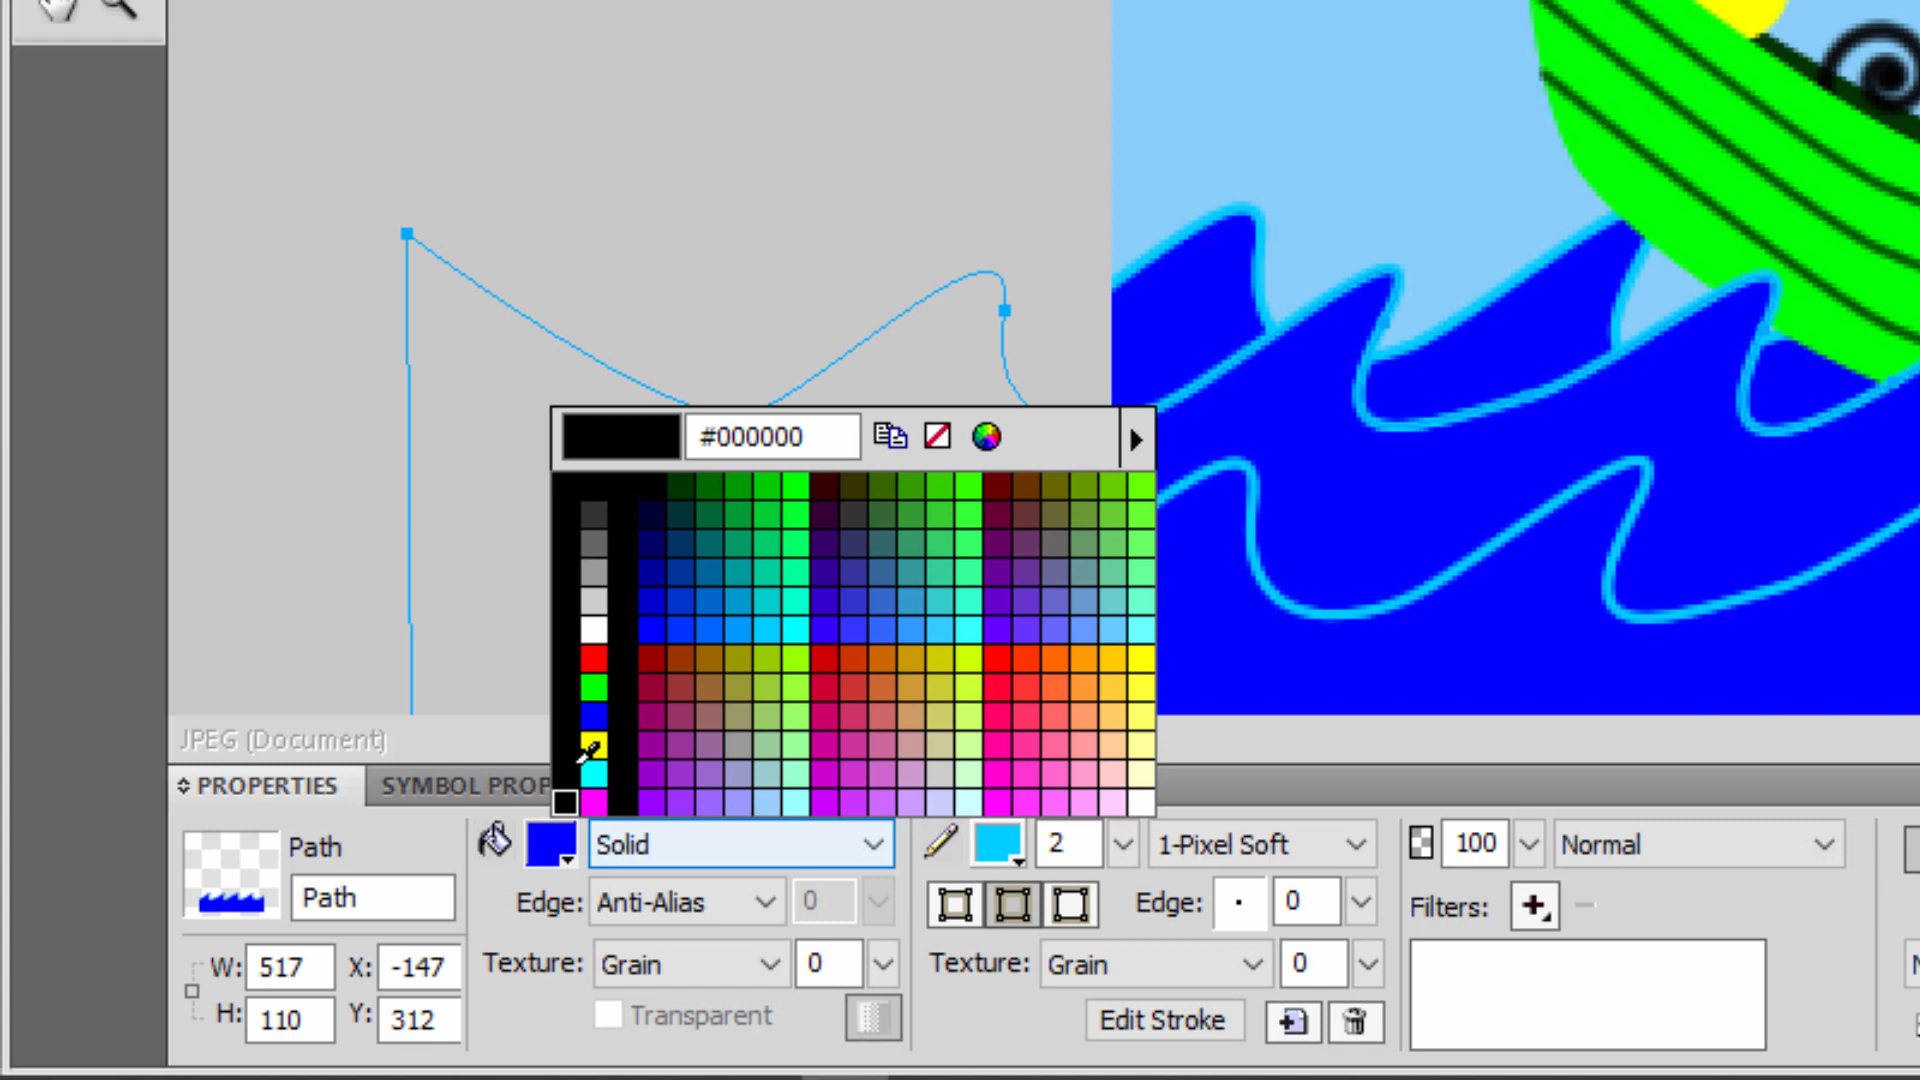 #000000
JPEG (Document)
PROPERTIES
SYMBOL PROP
Path
Path
W: 517 X: -147
H: 110 Y: 312
Solid
Edge: Anti-Alias 0
Texture: Grain 0
Transparent
2 1-Pixel Soft
Edge: 0
Texture: Grain 0
Edit Stroke
100 Normal
Filters: